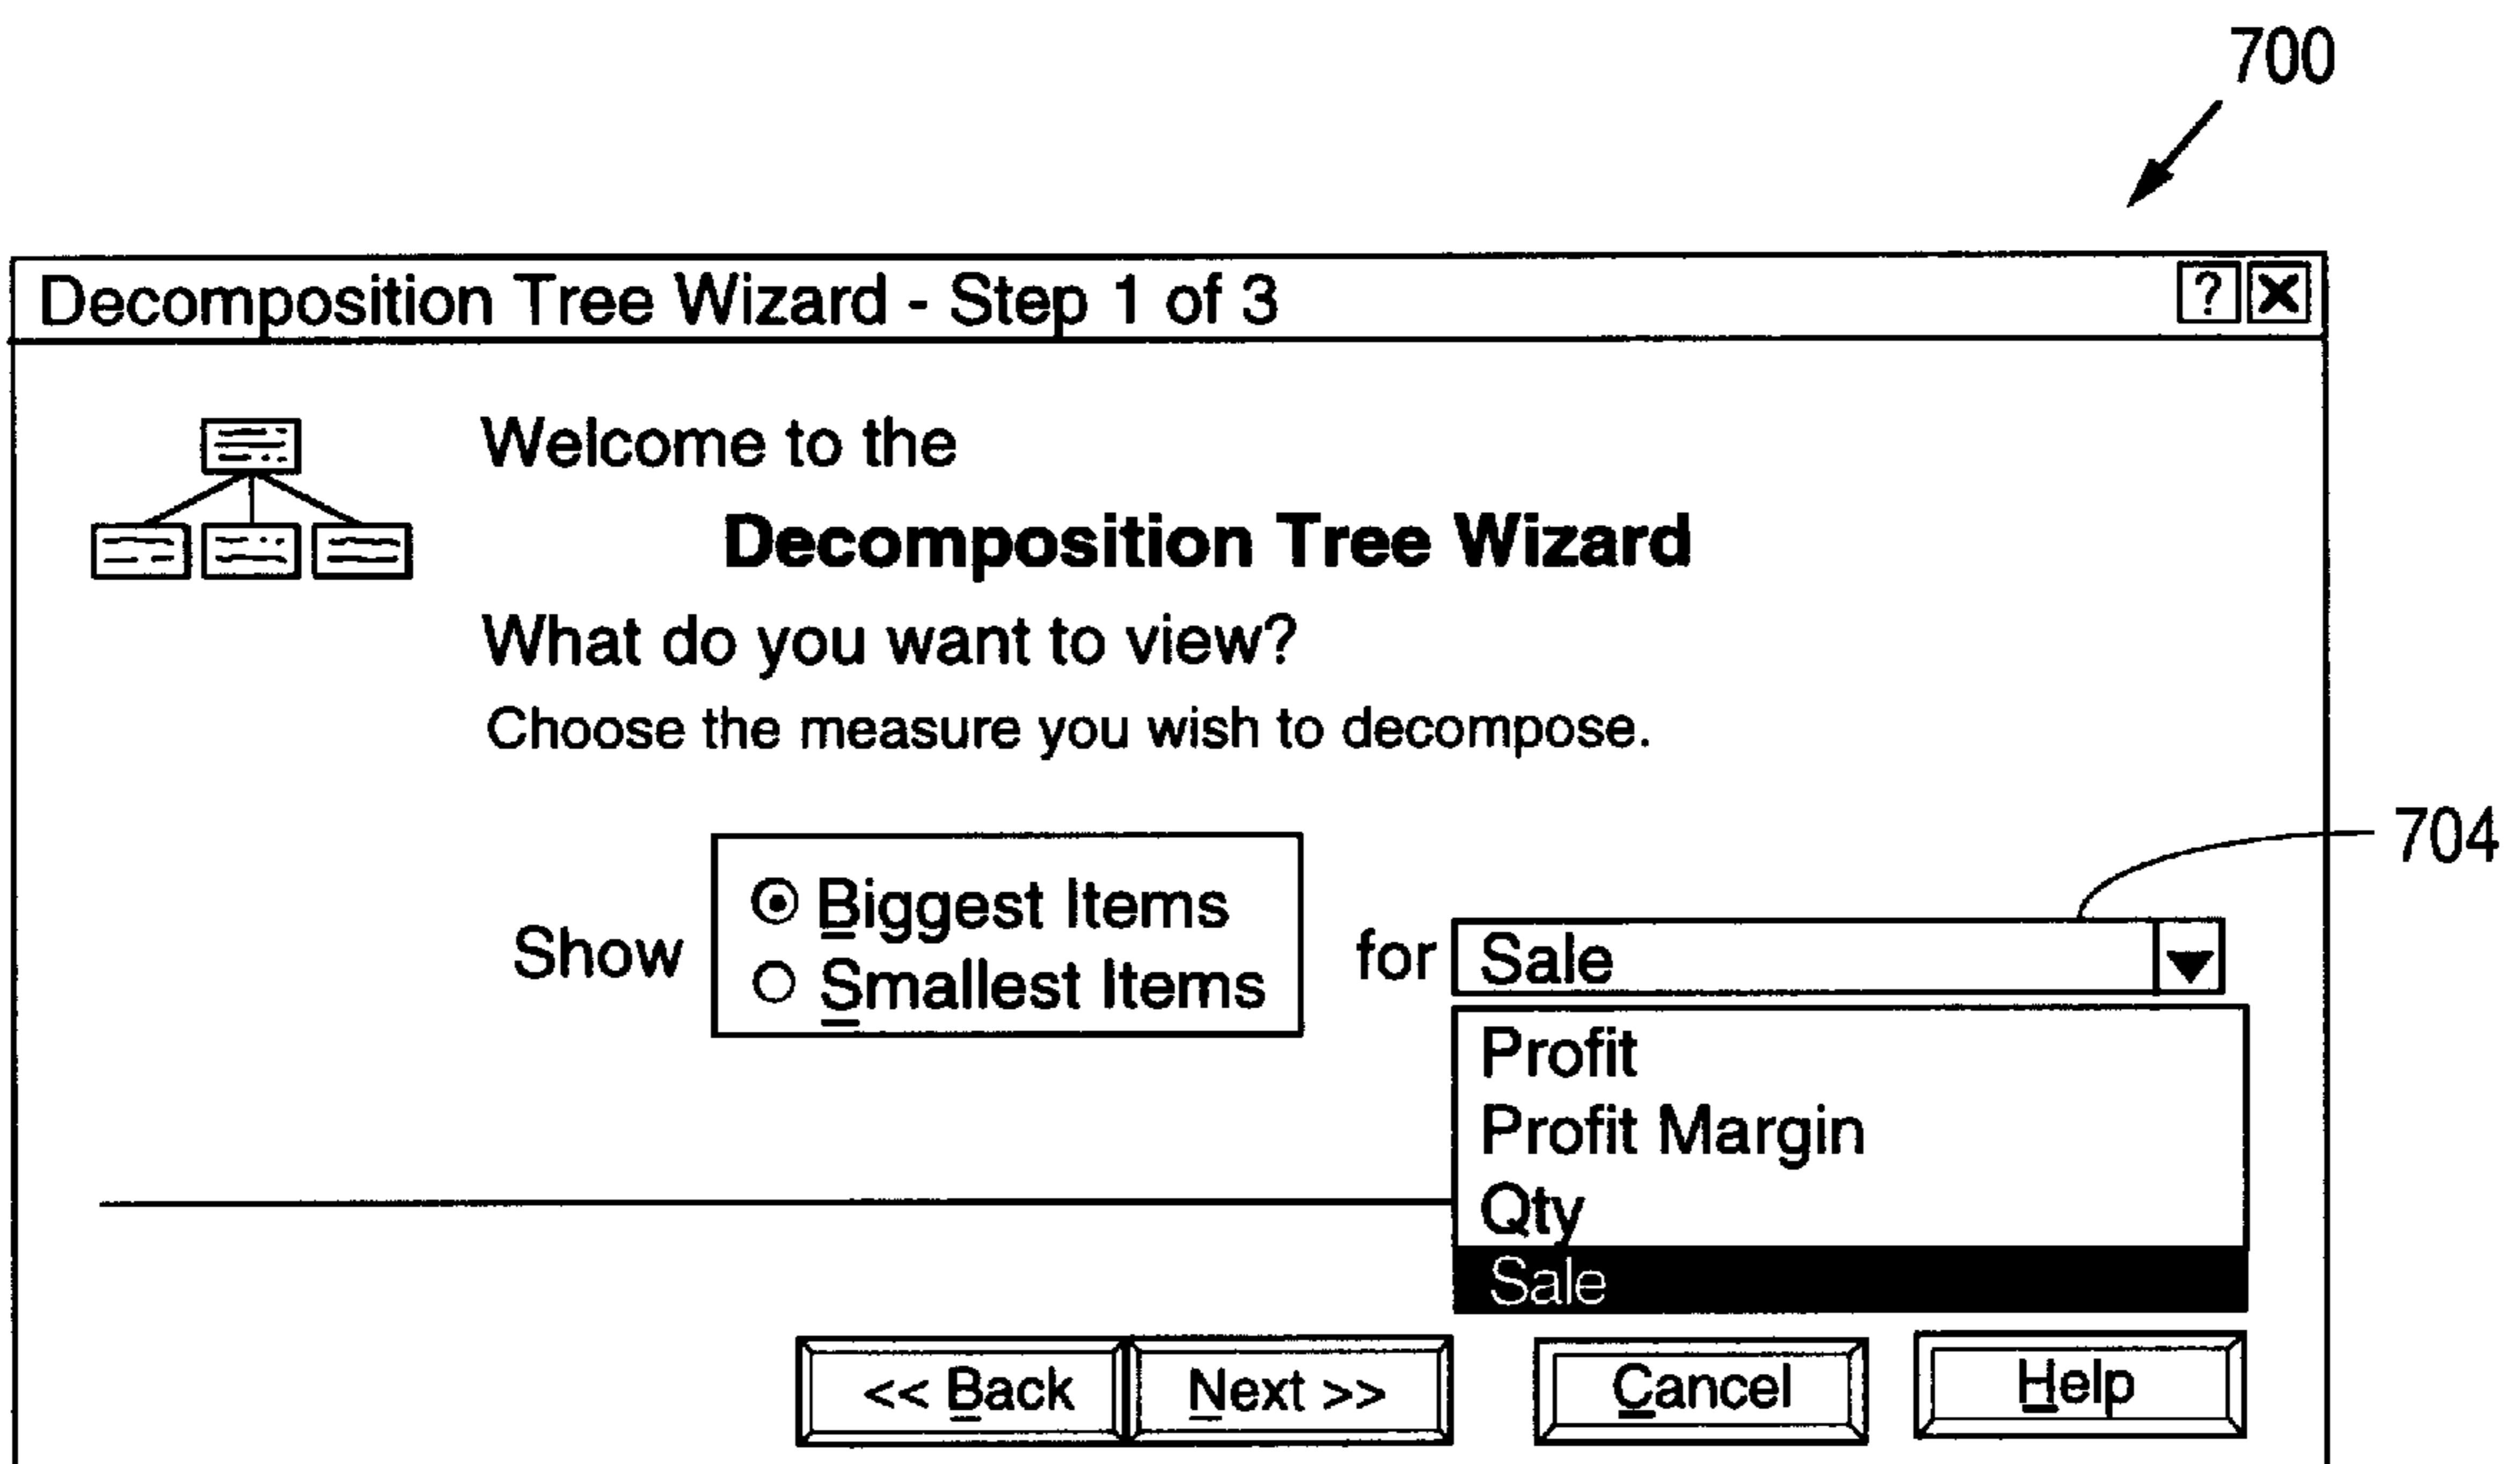 700
Decomposition Tree Wizard - Step 1 of 3 ? X
Welcome to the
Decomposition Tree Wizard
What do you want to view?
Choose the measure you wish to decompose.
704
Biggest Items
Show for Sale
Smallest Items
Profit
Profit Margin
Qty
Sale
<< Back Next >> Cancel Help